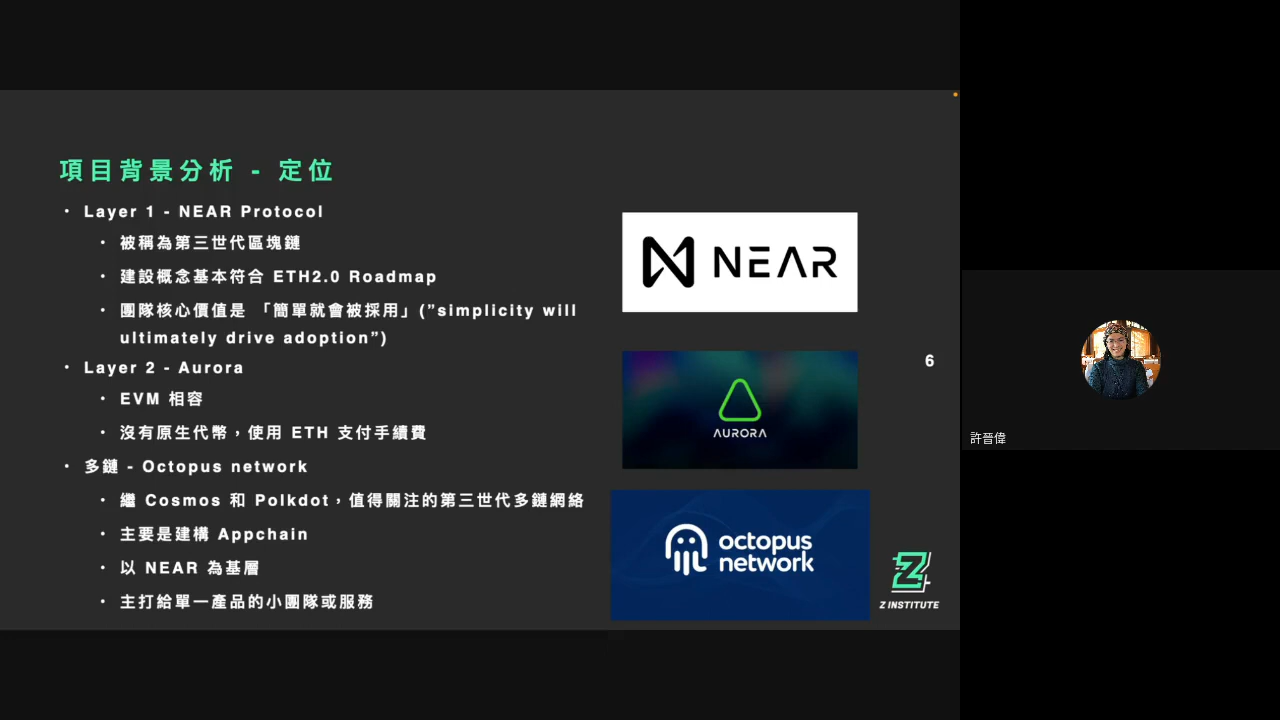 項目背景分析 - 定位
• Layer 1 - NEAR Protocol
• 被稱為第三世代區塊鏈
• 建設概念基本符合 ETH2.0 Roadmap
• 團隊核心價值是 「簡單就會被採用」(”simplicity will
ultimately drive adoption”)
• Layer 2 - Aurora
• EVM 相容
• 沒有原生代幣，使用 ETH 支付手續費
• 多鏈 - Octopus network
• 繼 Cosmos 和 Polkdot，值得關注的第三世代多鏈網絡
• 主要是建構 Appchain
• 以 NEAR 為基層
• 主打給單一產品的小團隊或服務
NEAR
AURORA
octopus
network
6
Z INSTITUTE
許晉偉